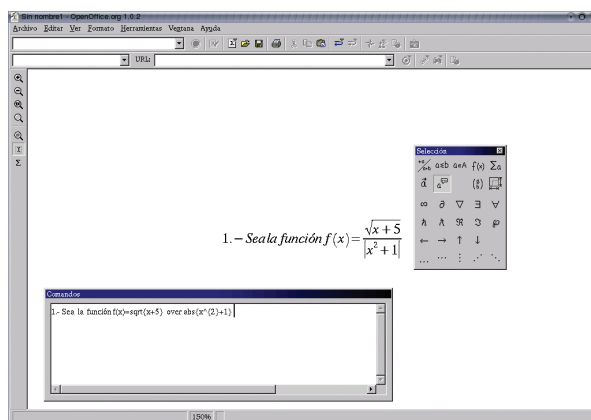 Sin nombre1 - OpenOffice.org 1.0.2
Archivo Editar Ver Formato Herramientas Ventana Ayuda
URL:
1.– Sea la función f(x)=√(x+5)/|x²+1|
Selección
+a/a+b a≤b a∈A f(x) Σa
∞ ∂ ∇ ∃ ∀
ℏ ƛ ℜ ℑ ℘
← → ↑ ↓
... ⋯ ⋮ ⋰ ⋱
Comandos
1.- Sea la función f(x)=sqrt{x+5} over abs{x^{2}+1}
150%